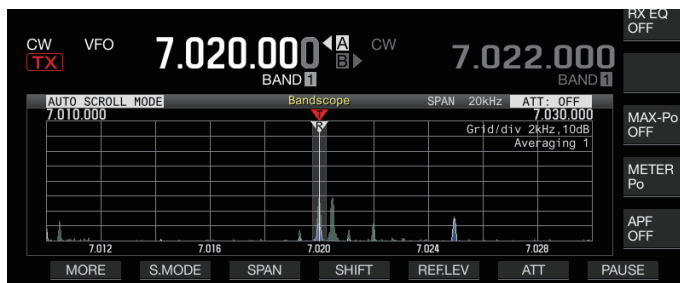 RX EQ
OFF
CW VFO 7.020.000 A CW 7.022.000
TX B
BAND 1 BAND 1
AUTO SCROLL MODE Bandscope SPAN 20kHz ATT: OFF
7.010.000 T 7.030.000
R Grid/div 2kHz,10dB
Averaging 1
MAX-Po
OFF
METER
Po
APF
OFF
7.012 7.016 7.020 7.024 7.028
MORE S.MODE SPAN SHIFT REF.LEV ATT PAUSE